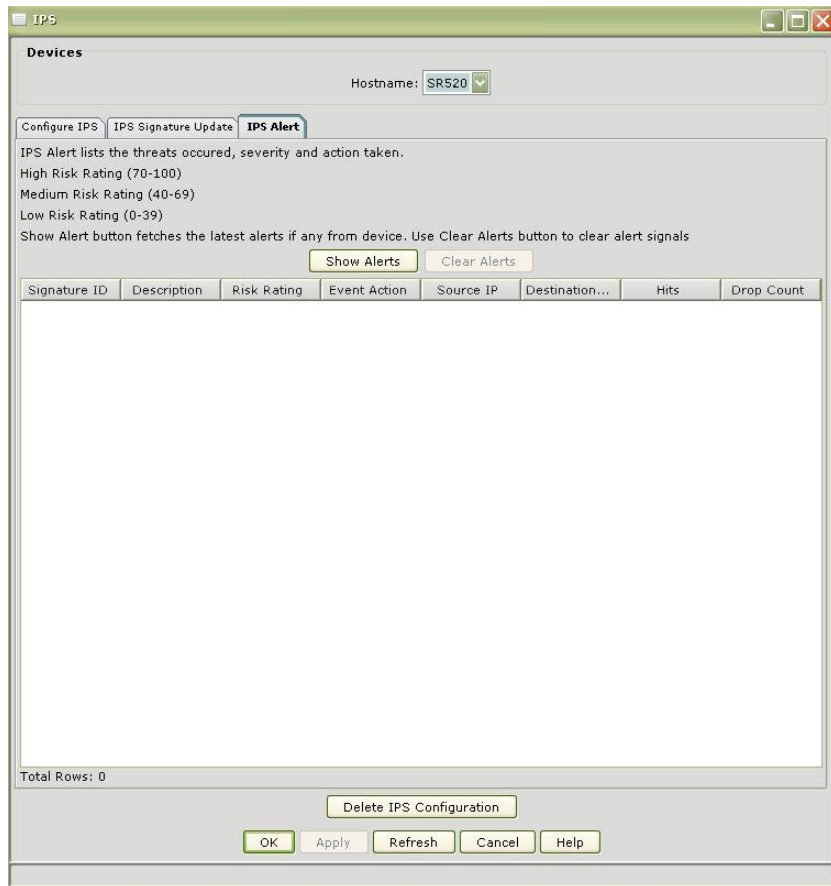 IPS
Devices
Hostname: SR520
Configure IPS IPS Signature Update IPS Alert
IPS Alert lists the threats occured, severity and action taken.
High Risk Rating (70-100)
Medium Risk Rating (40-69)
Low Risk Rating (0-39)
Show Alert button fetches the latest alerts if any from device. Use Clear Alerts button to clear alert signals
Show Alerts Clear Alerts
Signature ID Description Risk Rating Event Action Source IP Destination... Hits Drop Count
Total Rows: 0
Delete IPS Configuration
OK Apply Refresh Cancel Help